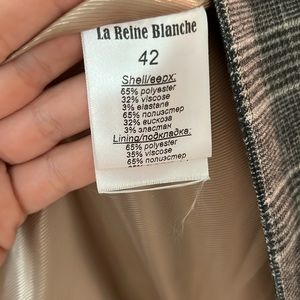 La Reine Blanche
42
Shell/верх:
65% polyester
32% viscose
3% elastane
65% полиэстер
32% вискоза
3% эластан
Lining/подкладка:
65% polyester
35% viscose
65% полиэстер